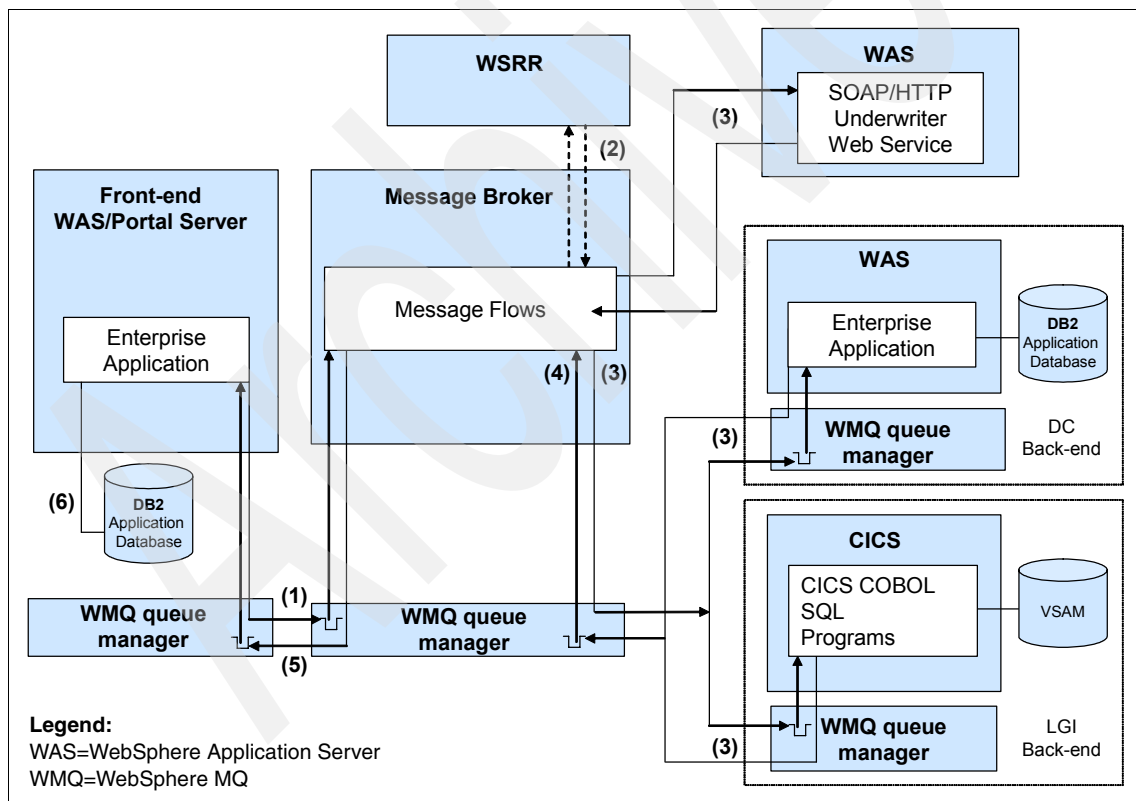 WSRR
WAS
SOAP/HTTP
Underwriter
Web Service
(3)
(2)
Front-end
WAS/Portal Server
Message Broker
Message Flows
Enterprise
Application
(4)
(3)
WAS
Enterprise
Application
DB2
Application
Database
(3)
WMQ queue
manager
DC
Back-end
(6)
DB2
Application
Database
CICS
CICS COBOL
SQL
Programs
VSAM
WMQ queue
manager
(1)
(5)
WMQ queue
manager
(3)
WMQ queue
manager
LGI
Back-end
Legend:
WAS=WebSphere Application Server
WMQ=WebSphere MQ
Archive